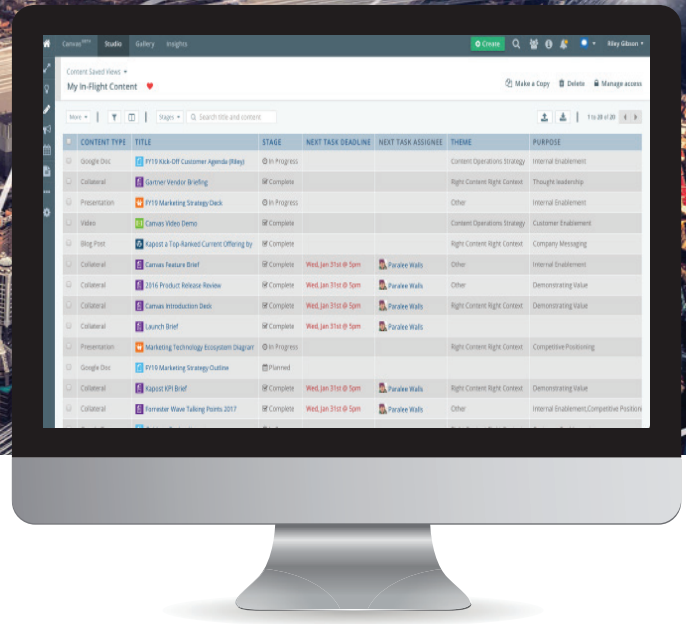 Canvas BETA Studio Gallery Insights Create Riley Gibson
Content Saved Views
My In-Flight Content Make a Copy Delete Manage access
More Stages Search title and content 1 to 20 of 20
CONTENT TYPE TITLE STAGE NEXT TASK DEADLINE NEXT TASK ASSIGNEE THEME PURPOSE
Google Doc FY19 Kick-Off Customer Agenda (Riley) In Progress Content Operations Strategy Internal Enablement
Collateral Gartner Vendor Briefing Complete Right Content Right Context Thought leadership
Presentation FY19 Marketing Strategy Deck In Progress Other Internal Enablement
Video Canvas Video Demo Complete Content Operations Strategy Customer Enablement
Blog Post Kapost a Top-Ranked Current Offering by Complete Right Content Right Context Company Messaging
Collateral Canvas Feature Brief Complete Wed, Jan 31st @ 5pm Paralee Walls Other Internal Enablement
Collateral 2016 Product Release Review Complete Wed, Jan 31st @ 5pm Paralee Walls Other Demonstrating Value
Collateral Canvas Introduction Deck Complete Wed, Jan 31st @ 5pm Paralee Walls Right Content Right Context Demonstrating Value
Collateral Launch Brief Complete Wed, Jan 31st @ 5pm Paralee Walls
Presentation Marketing Technology Ecosystem Diagram In Progress Right Content Right Context Competitive Positioning
Google Doc FY19 Marketing Strategy Outline Planned
Collateral Kapost KPI Brief Complete Wed, Jan 31st @ 5pm Paralee Walls Right Content Right Context Demonstrating Value
Collateral Forrester Wave Talking Points 2017 Complete Wed, Jan 31st @ 5pm Paralee Walls Other Internal Enablement,Competitive Position